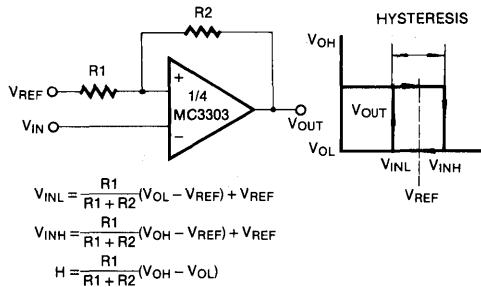 HYSTERESIS
R2
VOH
R1
VREF
+
1/4
MC3303
VIN
−
VOUT
VOUT
VOL
VINL
VINH
VREF
VINL = R1/(R1 + R2) (VOL − VREF) + VREF
VINH = R1/(R1 + R2) (VOH − VREF) + VREF
H = R1/(R1 + R2) (VOH − VOL)